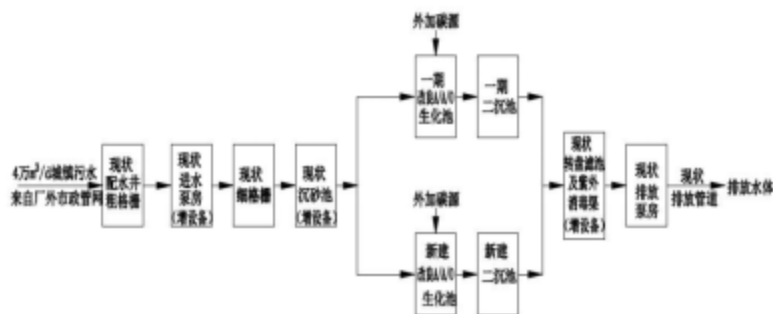 外加碳源
一期
改良A/A/O
生化池
一期
二沉池
4万m³/d城镇污水
来自厂外市政管网
现状
配水井
粗格栅
现状
进水
泵房
(增设备)
现状
细格栅
现状
沉砂池
(增设备)
现状
转盘滤池
及紫外
消毒渠
(增设备)
现状
排放
泵房
现状
排放管道
排放水体
外加碳源
新建
改良A/A/O
生化池
新建
二沉池